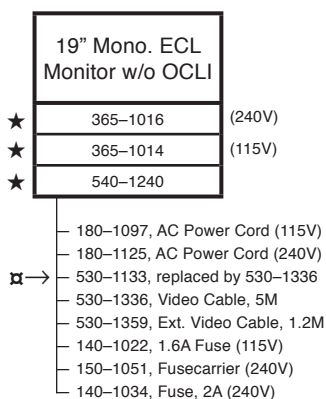 19” Mono. ECL
Monitor w/o OCLI
★ 365–1016 (240V)
★ 365–1014 (115V)
★ 540–1240
180–1097, AC Power Cord (115V)
180–1125, AC Power Cord (240V)
¤→ 530–1133, replaced by 530–1336
530–1336, Video Cable, 5M
530–1359, Ext. Video Cable, 1.2M
140–1022, 1.6A Fuse (115V)
150–1051, Fusecarrier (240V)
140–1034, Fuse, 2A (240V)